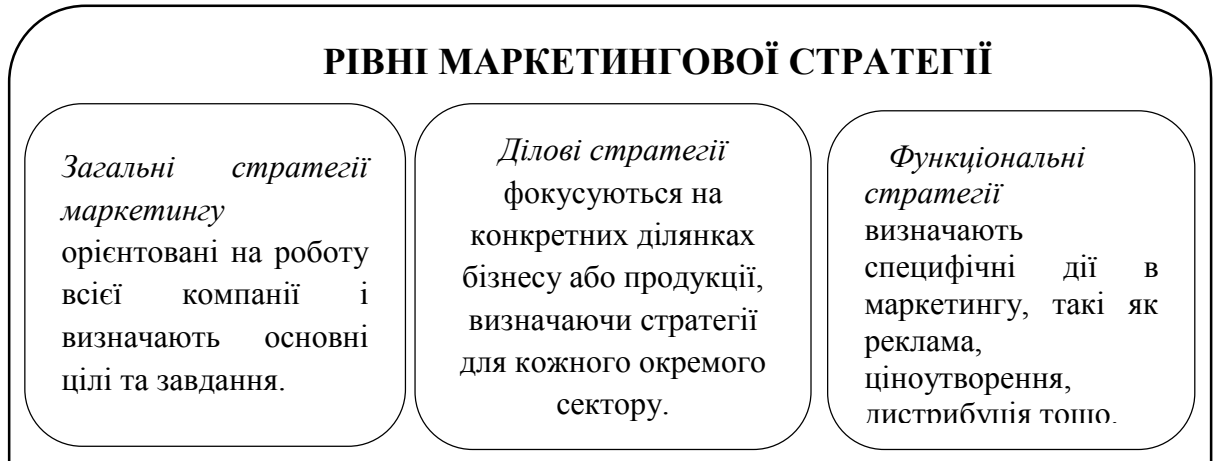 РІВНІ МАРКЕТИНГОВОЇ СТРАТЕГІЇ
Загальні стратегії
маркетингу
орієнтовані на роботу
всієї компанії і
визначають основні
цілі та завдання.
Ділові стратегії
фокусуються на
конкретних ділянках
бізнесу або продукції,
визначаючи стратегії
для кожного окремого
сектору.
Функціональні
стратегії
визначають
специфічні дії в
маркетингу, такі як
реклама,
ціноутворення,
дистрибуція тощо.